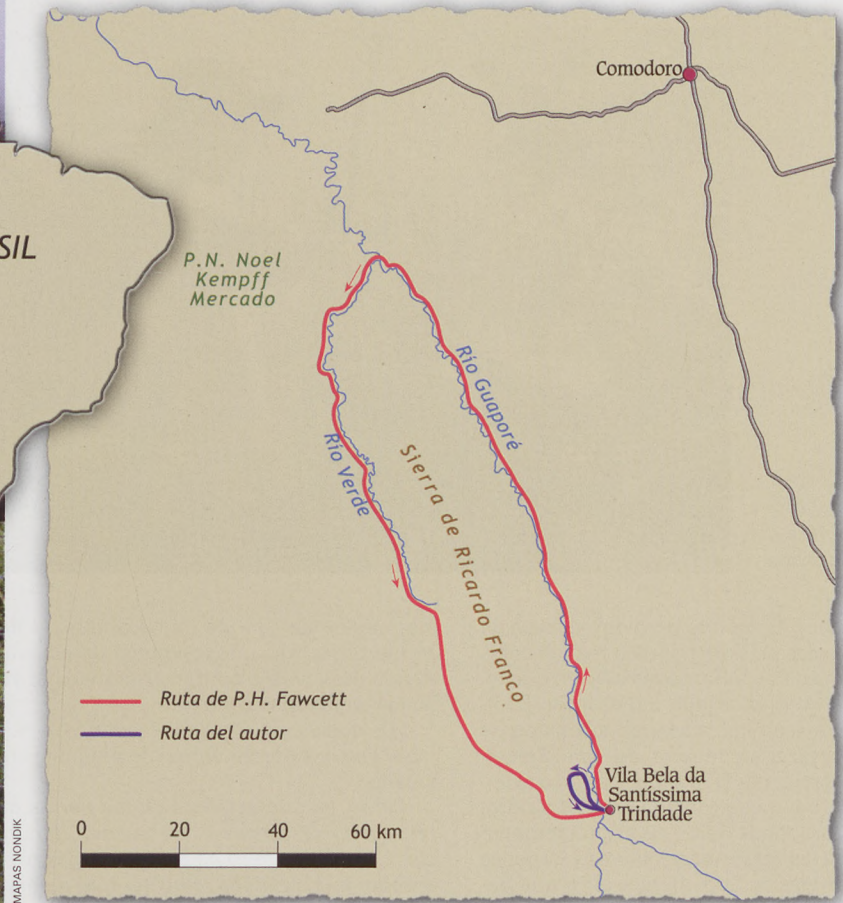 Comodoro
SIL
P.N. Noel
Kempff
Mercado
Río Guaporé
Río Verde
Sierra de Ricardo Franco
Ruta de P.H. Fawcett
Ruta del autor
Vila Bela da
Santíssima
Trindade
0 20 40 60 km
MAPAS NONDIK